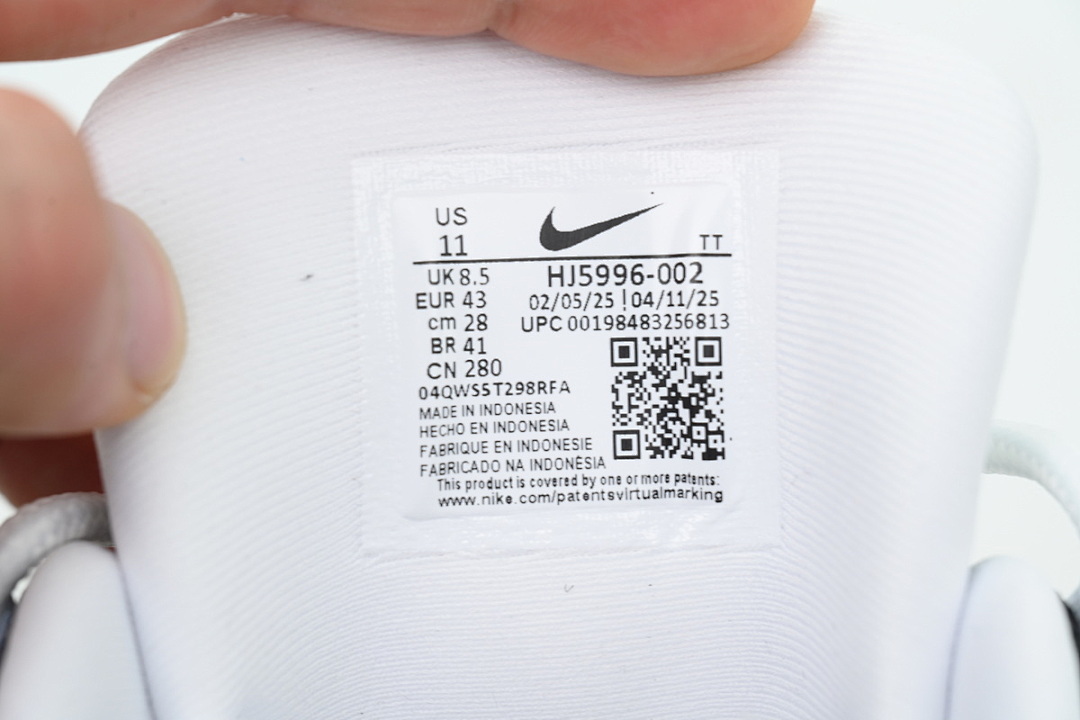 US
11
TT
UK 8.5
HJ5996-002
EUR 43
02/05/25 | 04/11/25
cm 28
UPC 00198483256813
BR 41
CN 280
04QWS5T298RFA
MADE IN INDONESIA
HECHO EN INDONESIA
FABRIQUE EN INDONESIE
FABRICADO NA INDONÉSIA
This product is covered by one or more patents:
www.nike.com/patentsvirtualmarking